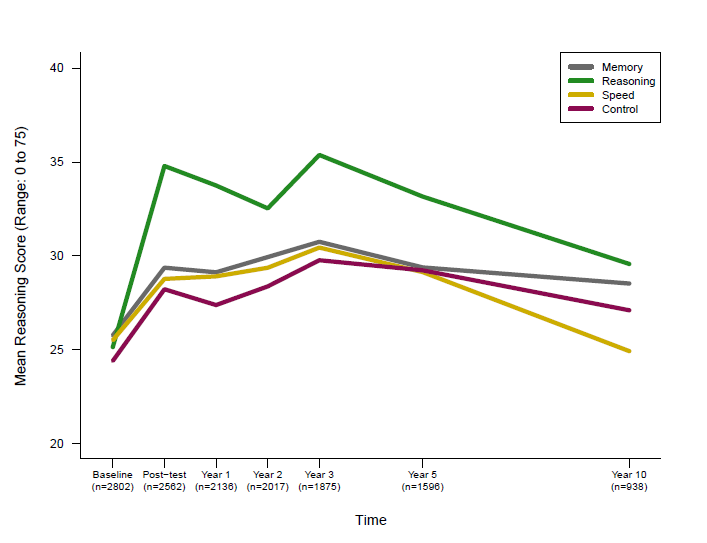 Memory
Reasoning
Speed
Control
Mean Reasoning Score (Range: 0 to 75)
40
35
30
25
20
Baseline Post−test Year 1 Year 2 Year 3 Year 5 Year 10
(n=2802) (n=2562) (n=2136) (n=2017) (n=1875) (n=1596) (n=938)
Time